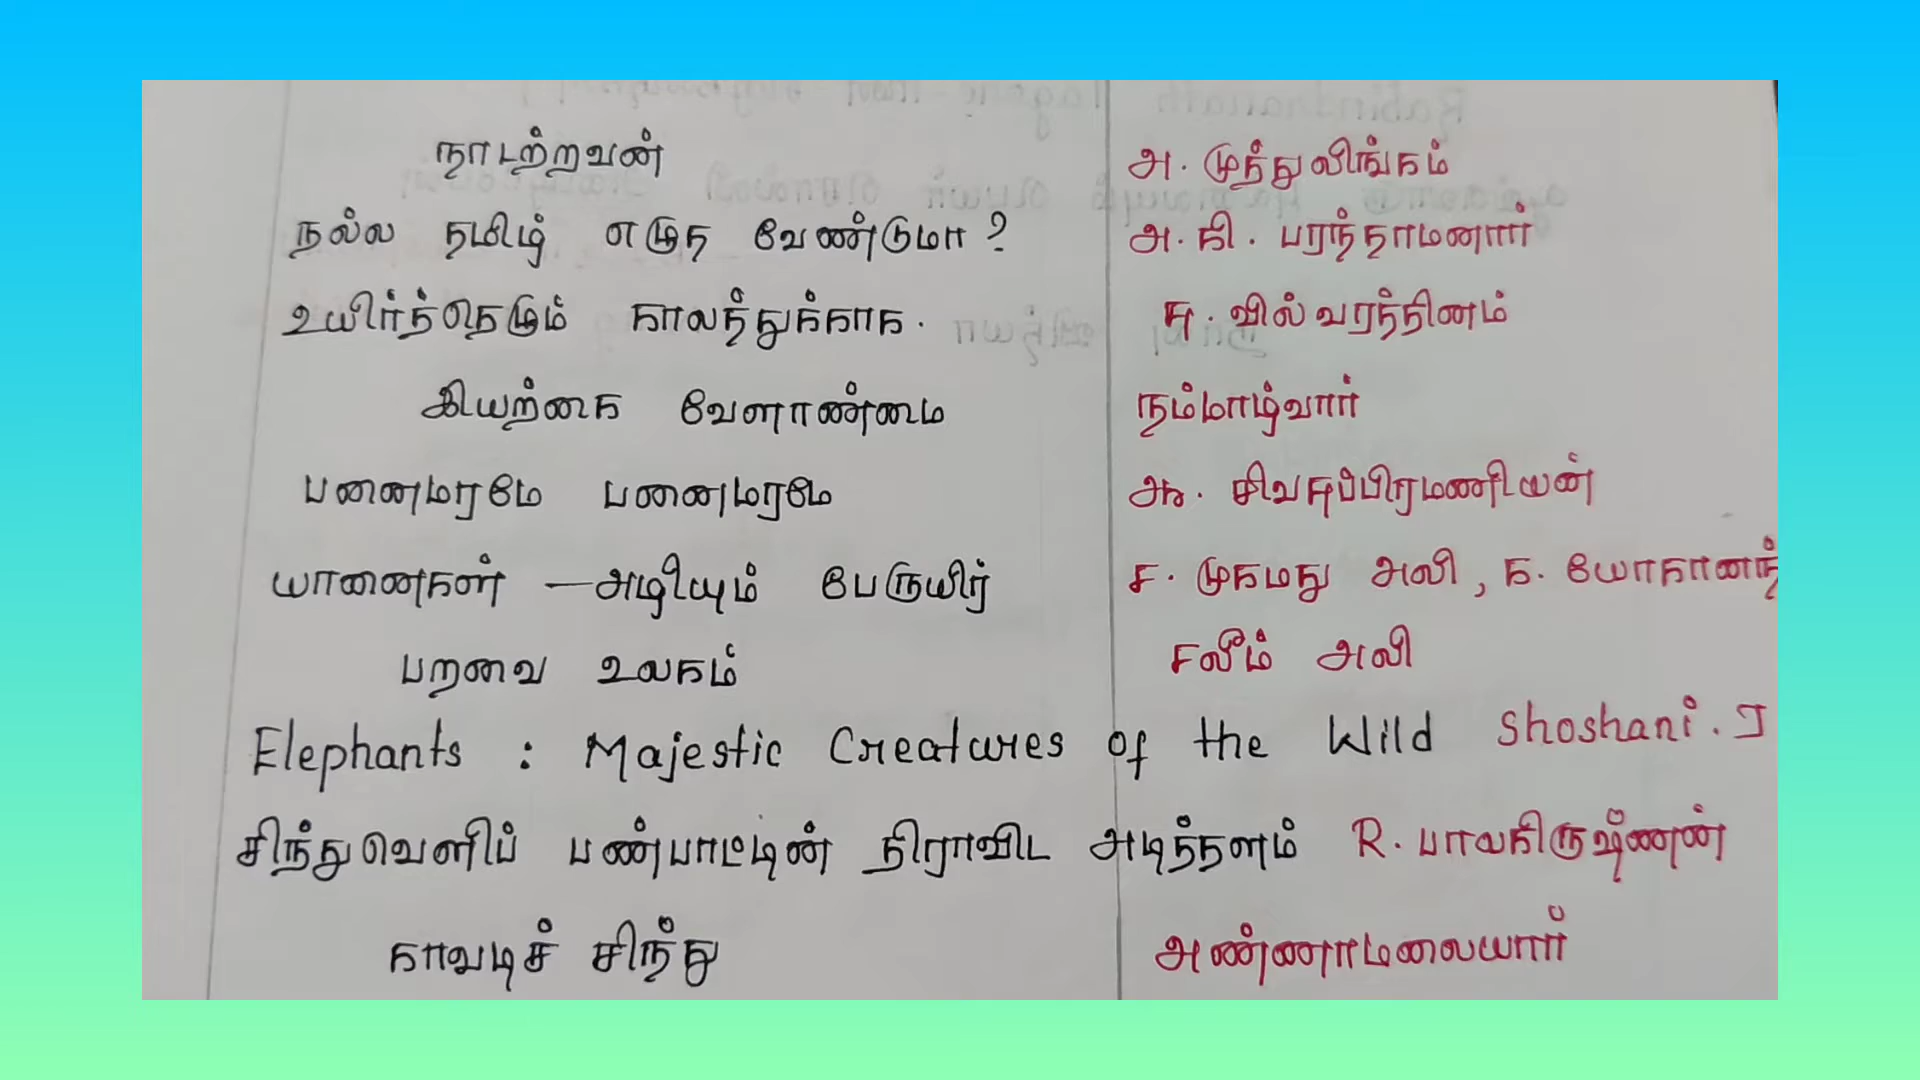 நாடற்றவன் அ. முத்துலிங்கம்
நல்ல தமிழ் எழுத வேண்டுமா? அ. கி. பரந்தாமனார்
உயிர்த்தெழும் காலத்துக்காக. சு. வில்வரத்தினம்
இயற்கை வேளாண்மை நம்மாழ்வார்
பனைமரமே பனைமரமே ஆ. சிவசுப்பிரமணியன்
யானைகள் – அழியும் பேருயிர் ச. முகமது அலி, க. யோகானந்
பறவை உலகம் சலீம் அலி
Elephants : Majestic Creatures of the Wild Shoshani. J
சிந்துவெளிப் பண்பாட்டின் திராவிட அடித்தளம் R. பாலகிருஷ்ணன்
காவடிச் சிந்து அண்ணாமலையார்